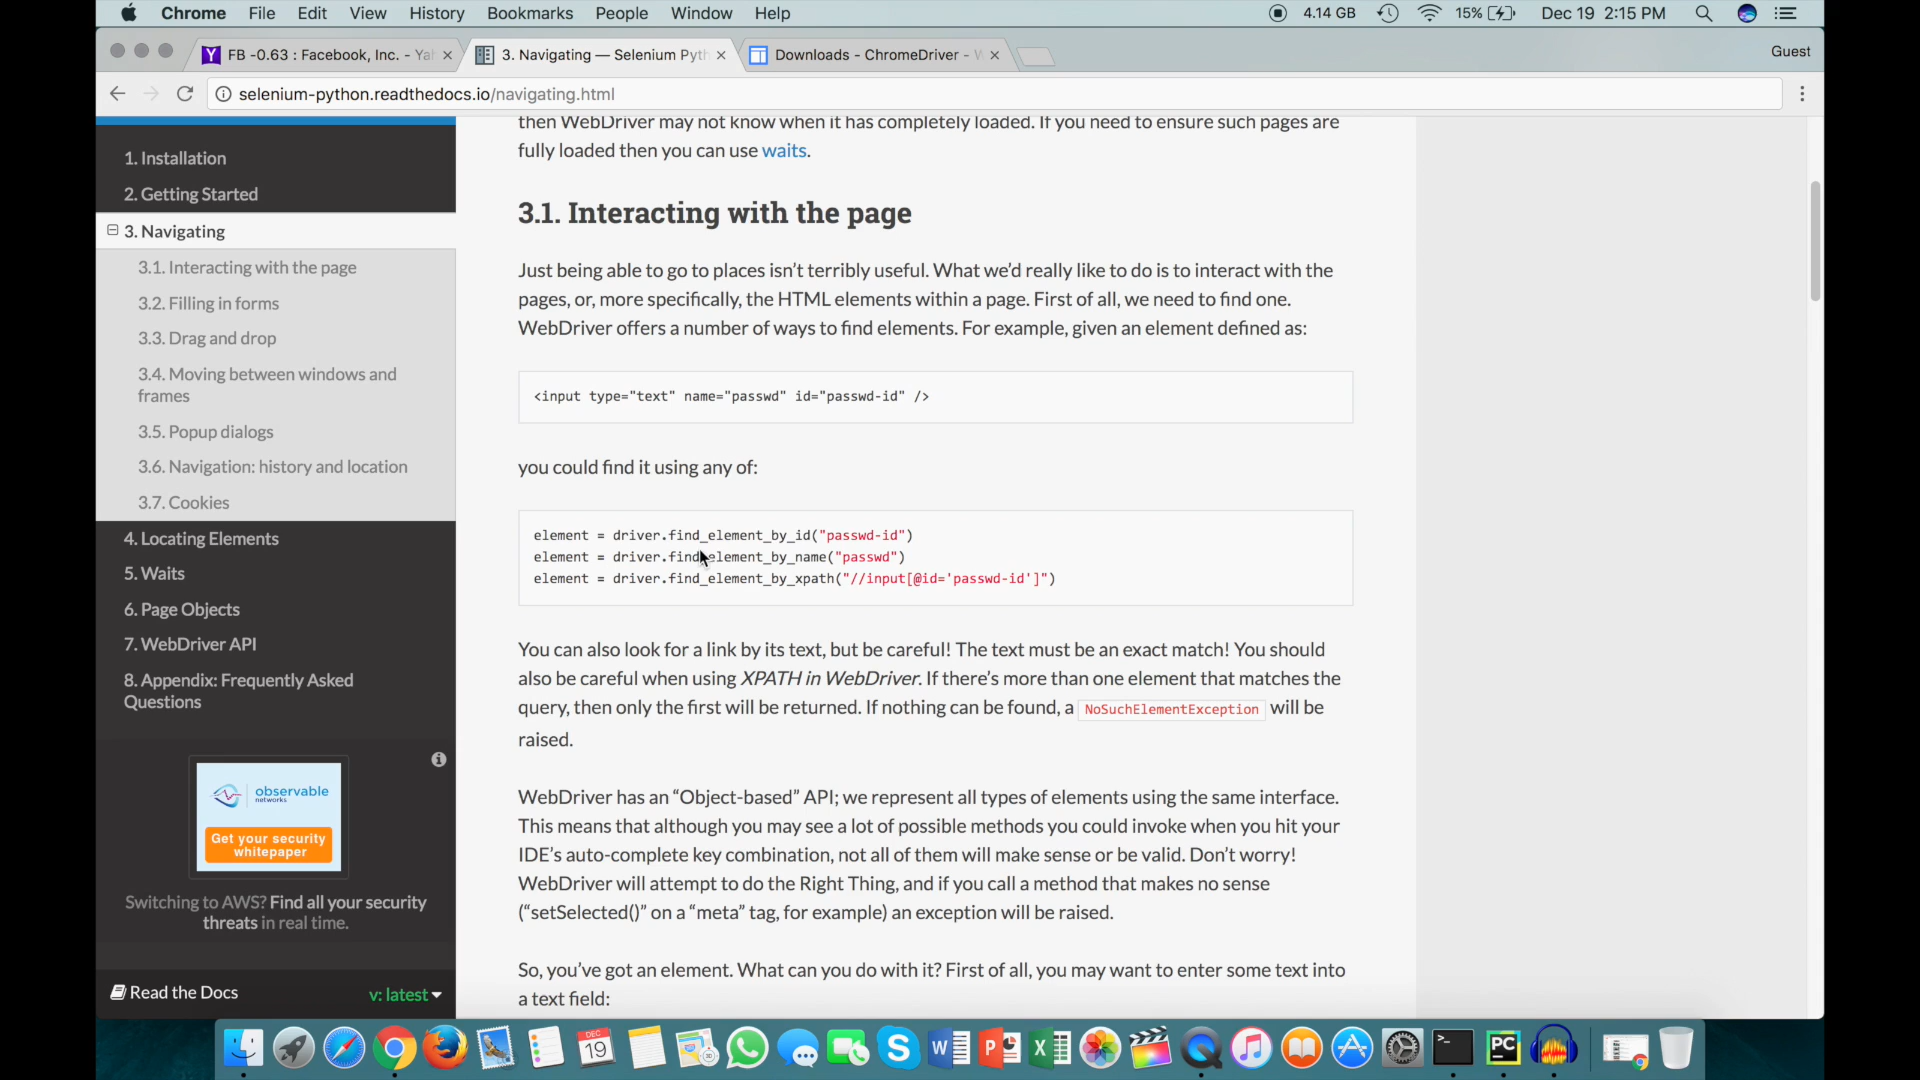 Chrome File Edit View History Bookmarks People Window Help 4.14 GB 15% Dec 19 2:15 PM
FB -0.63 : Facebook, Inc. - Yah 3. Navigating — Selenium Pyth Downloads - ChromeDriver - W Guest
selenium-python.readthedocs.io/navigating.html
1. Installation
2. Getting Started
3. Navigating
3.1. Interacting with the page
3.2. Filling in forms
3.3. Drag and drop
3.4. Moving between windows and
frames
3.5. Popup dialogs
3.6. Navigation: history and location
3.7. Cookies
4. Locating Elements
5. Waits
6. Page Objects
7. WebDriver API
8. Appendix: Frequently Asked
Questions
observable
networks
Get your security
whitepaper
Switching to AWS? Find all your security
threats in real time.
Read the Docs v: latest
then WebDriver may not know when it has completely loaded. If you need to ensure such pages are
fully loaded then you can use waits.
3.1. Interacting with the page
Just being able to go to places isn’t terribly useful. What we’d really like to do is to interact with the
pages, or, more specifically, the HTML elements within a page. First of all, we need to find one.
WebDriver offers a number of ways to find elements. For example, given an element defined as:
<input type="text" name="passwd" id="passwd-id" />
you could find it using any of:
element = driver.find_element_by_id("passwd-id")
element = driver.find_element_by_name("passwd")
element = driver.find_element_by_xpath("//input[@id='passwd-id']")
You can also look for a link by its text, but be careful! The text must be an exact match! You should
also be careful when using XPATH in WebDriver. If there’s more than one element that matches the
query, then only the first will be returned. If nothing can be found, a NoSuchElementException will be
raised.
WebDriver has an “Object-based” API; we represent all types of elements using the same interface.
This means that although you may see a lot of possible methods you could invoke when you hit your
IDE’s auto-complete key combination, not all of them will make sense or be valid. Don’t worry!
WebDriver will attempt to do the Right Thing, and if you call a method that makes no sense
(“setSelected()” on a “meta” tag, for example) an exception will be raised.
So, you’ve got an element. What can you do with it? First of all, you may want to enter some text into
a text field:
DEC
19
PC